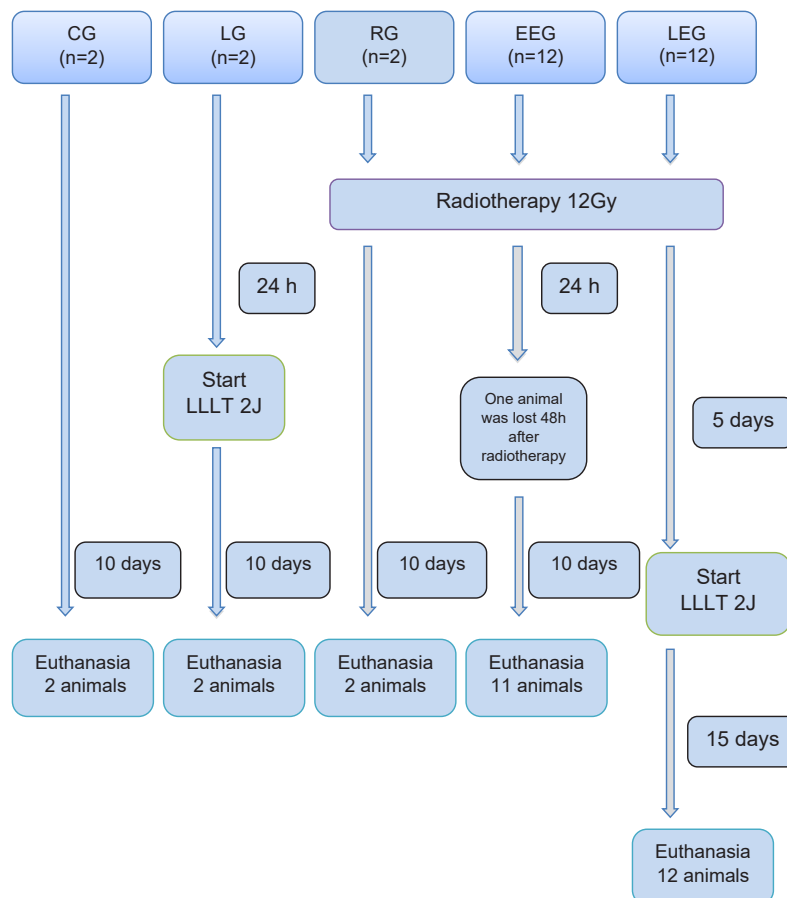 CG
(n=2)
LG
(n=2)
RG
(n=2)
EEG
(n=12)
LEG
(n=12)
Radiotherapy 12Gy
24 h
24 h
Start
LLLT 2J
One animal
was lost 48h
after
radiotherapy
5 days
10 days
10 days
10 days
10 days
Start
LLLT 2J
Euthanasia
2 animals
Euthanasia
2 animals
Euthanasia
2 animals
Euthanasia
11 animals
15 days
Euthanasia
12 animals